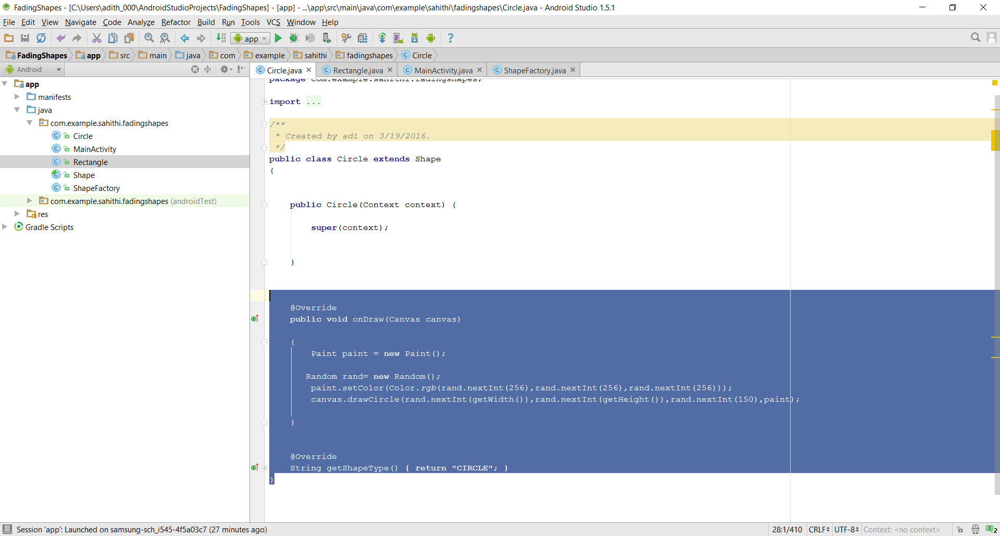 FadingShapes - [C:\Users\adith_000\AndroidStudioProjects\FadingShapes] - [app] - ...\app\src\main\java\com\example\sahithi\fadingshapes\Circle.java - Android Studio 1.5.1
File Edit View Navigate Code Analyze Refactor Build Run Tools VCS Window Help
app
FadingShapes app src main java com example sahithi fadingshapes Circle
Android
Circle.java Rectangle.java MainActivity.java ShapeFactory.java
app
manifests
java
com.example.sahithi.fadingshapes
Circle
MainActivity
Rectangle
Shape
ShapeFactory
com.example.sahithi.fadingshapes (androidTest)
res
Gradle Scripts
package com.example.sahithi.fadingshapes;
import ...
/**
* Created by adi on 3/19/2016.
*/
public class Circle extends Shape
{
public Circle(Context context) {
super(context);
}
@Override
public void onDraw(Canvas canvas)
{
Paint paint = new Paint();
Random rand= new Random();
paint.setColor(Color.rgb(rand.nextInt(256),rand.nextInt(256),rand.nextInt(256)));
canvas.drawCircle(rand.nextInt(getWidth()),rand.nextInt(getHeight()),rand.nextInt(150),paint);
}
@Override
String getShapeType() { return "CIRCLE"; }
}
Session 'app': Launched on samsung-sch_i545-4f5a03c7 (27 minutes ago)
28:1/410 CRLF UTF-8 Context: <no context> 2